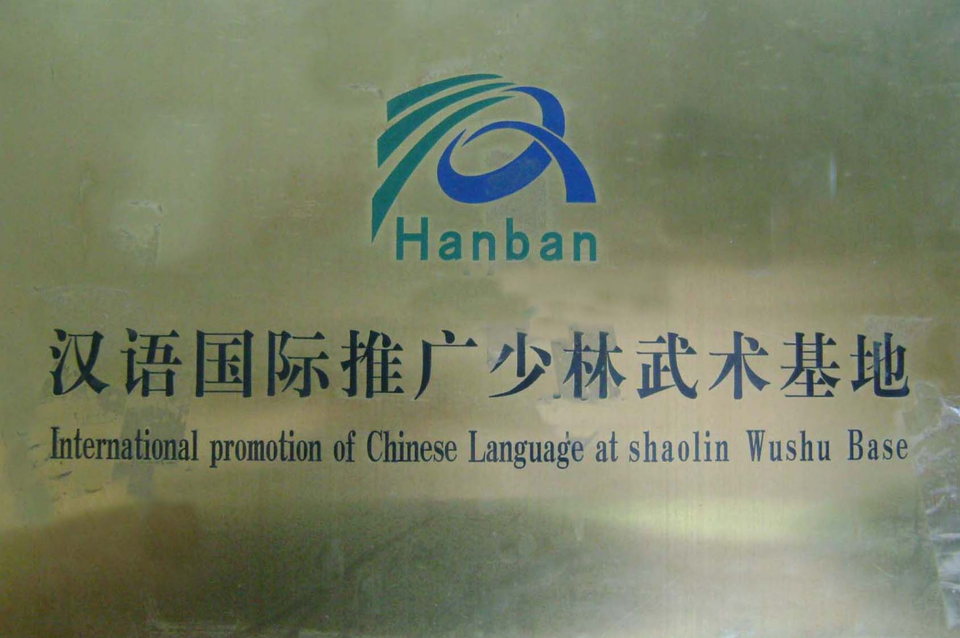 Hanban
汉语国际推广少林武术基地
International promotion of Chinese Language at shaolin Wushu Base